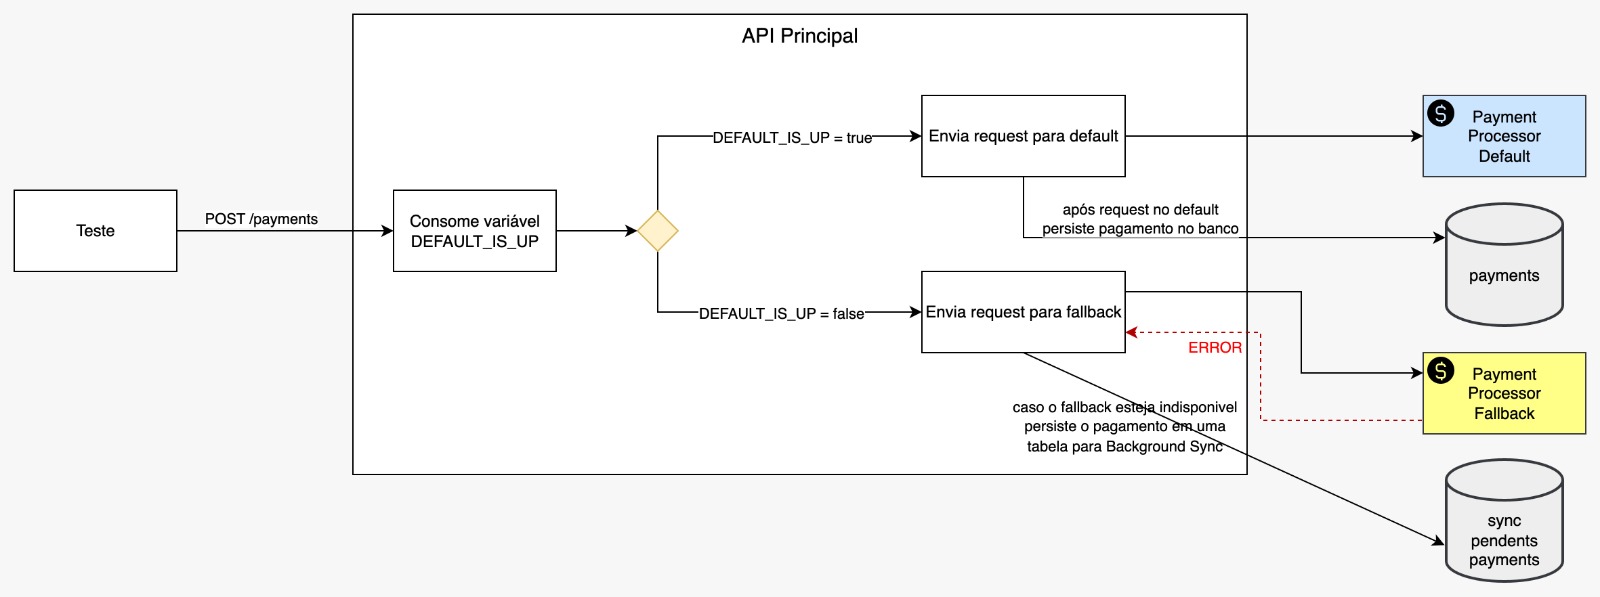 API Principal
Teste
POST /payments
Consome variável
DEFAULT_IS_UP
DEFAULT_IS_UP = true
Envia request para default
$
Payment
Processor
Default
após request no default
persiste pagamento no banco
payments
DEFAULT_IS_UP = false
Envia request para fallback
ERROR
$
Payment
Processor
Fallback
caso o fallback esteja indisponivel
persiste o pagamento em uma
tabela para Background Sync
sync
pendents
payments